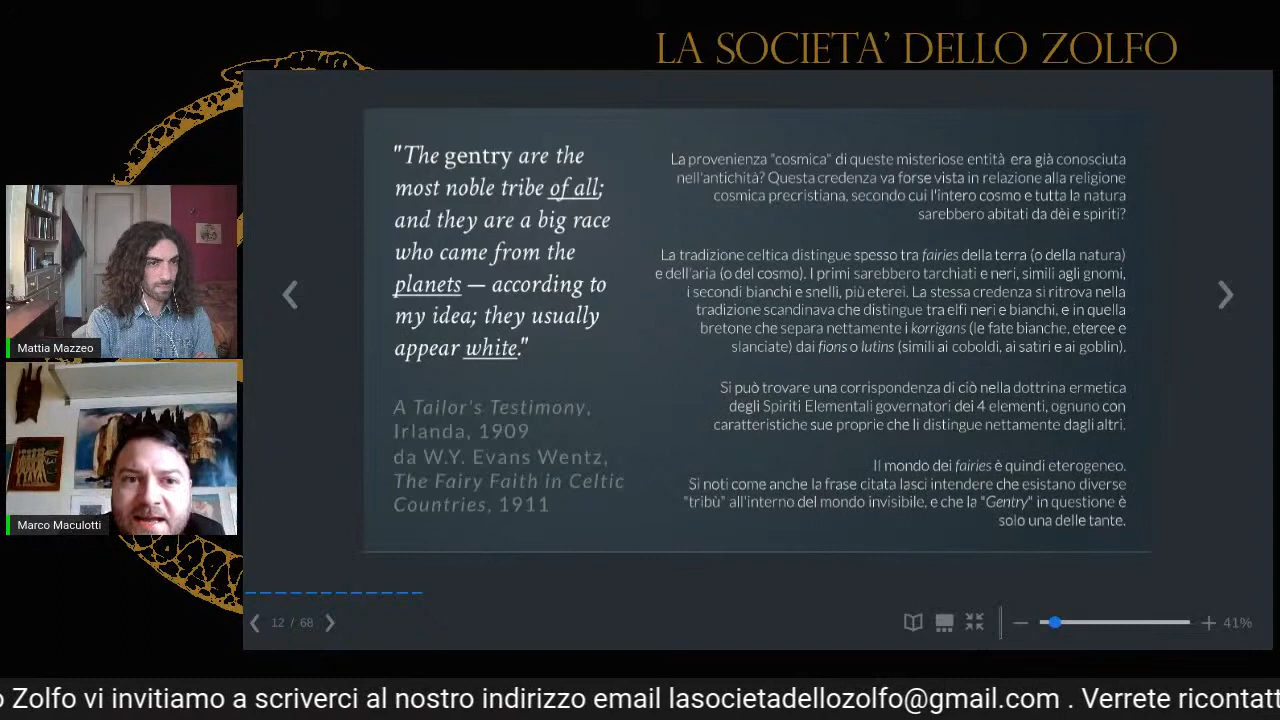 LA SOCIETA' DELLO ZOLFO
"The gentry are the
most noble tribe of all;
and they are a big race
who came from the
planets — according to
my idea; they usually
appear white."
A Tailor's Testimony,
Irlanda, 1909
da W.Y. Evans Wentz,
The Fairy Faith in Celtic
Countries, 1911
La provenienza "cosmica" di queste misteriose entità era già conosciuta
nell'antichità? Questa credenza va forse vista in relazione alla religione
cosmica precristiana, secondo cui l'intero cosmo e tutta la natura
sarebbero abitati da dèi e spiriti?
La tradizione celtica distingue spesso tra fairies della terra (o della natura)
e dell'aria (o del cosmo). I primi sarebbero tarchiati e neri, simili agli gnomi,
i secondi bianchi e snelli, più eterei. La stessa credenza si ritrova nella
tradizione scandinava che distingue tra elfi neri e bianchi, e in quella
bretone che separa nettamente i korrigans (le fate bianche, eteree e
slanciate) dai fions o lutins (simili ai coboldi, ai satiri e ai goblin).
Si può trovare una corrispondenza di ciò nella dottrina ermetica
degli Spiriti Elementali governatori dei 4 elementi, ognuno con
caratteristiche sue proprie che li distingue nettamente dagli altri.
Il mondo dei fairies è quindi eterogeneo.
Si noti come anche la frase citata lasci intendere che esistano diverse
"tribù" all'interno del mondo invisibile, e che la "Gentry" in questione è
solo una delle tante.
Mattia Mazzeo
Marco Maculotti
12 / 68
41%
o Zolfo vi invitiamo a scriverci al nostro indirizzo email lasocietadellozolfo@gmail.com . Verrete ricontatt